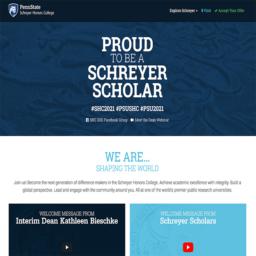 PennState
Schreyer Honors College
Explore Schreyer
Visit
Accept Your Offer
PROUD
TO BE A
SCHREYER
SCHOLAR
#SHC2021 #PSUSHC #PSU2021
SHC 2021 Facebook Group
Meet the Dean Webinar
WE ARE...
SHAPING THE WORLD
Join us! Become the next generation of difference makers in the Schreyer Honors College. Achieve academic excellence with integrity. Build a
global perspective. Lead and engage with the community around you. All at one of the world's premier public research universities.
WELCOME MESSAGE FROM
Interim Dean Kathleen Bieschke
WELCOME MESSAGE FROM
Schreyer Scholars